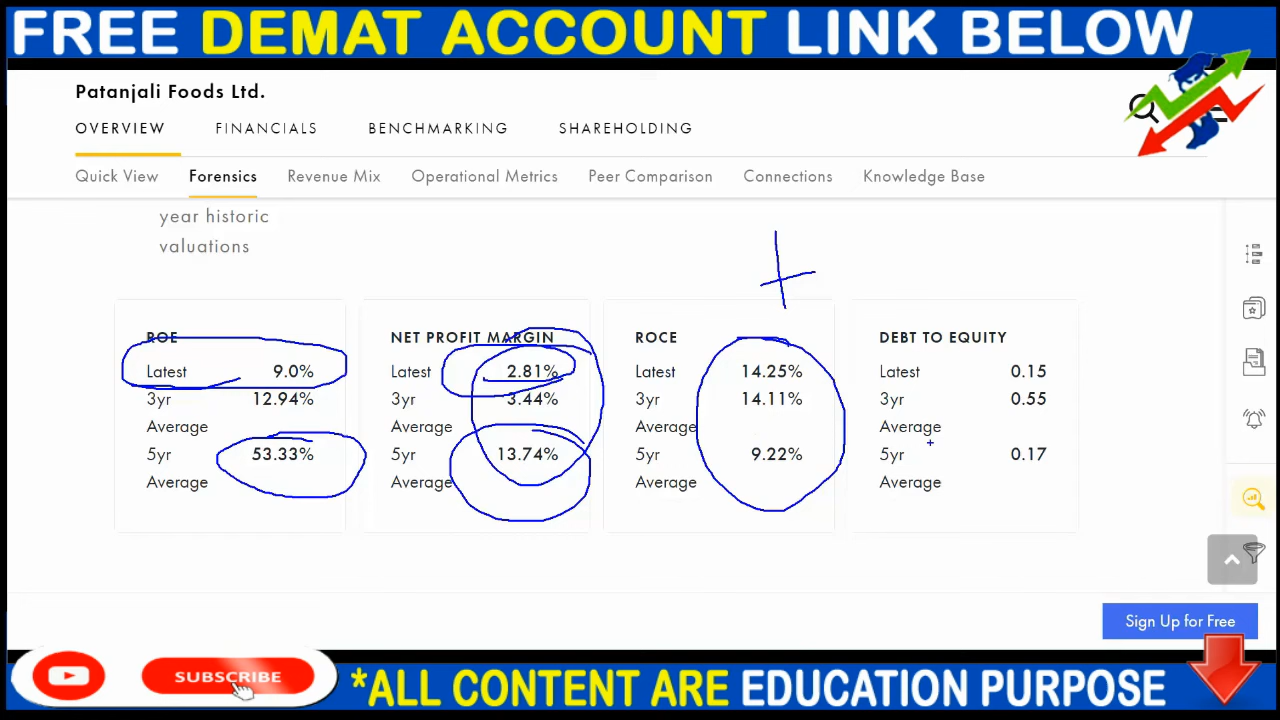 FREE DEMAT ACCOUNT LINK BELOW
Patanjali Foods Ltd.
OVERVIEW FINANCIALS BENCHMARKING SHAREHOLDING
Quick View Forensics Revenue Mix Operational Metrics Peer Comparison Connections Knowledge Base
year historic
valuations
ROE
Latest 9.0%
3yr 12.94%
Average
5yr 53.33%
Average
NET PROFIT MARGIN
Latest 2.81%
3yr 3.44%
Average
5yr 13.74%
Average
ROCE
Latest 14.25%
3yr 14.11%
Average
5yr 9.22%
Average
DEBT TO EQUITY
Latest 0.15
3yr 0.55
Average
5yr 0.17
Average
Sign Up for Free
SUBSCRIBE
*ALL CONTENT ARE EDUCATION PURPOSE